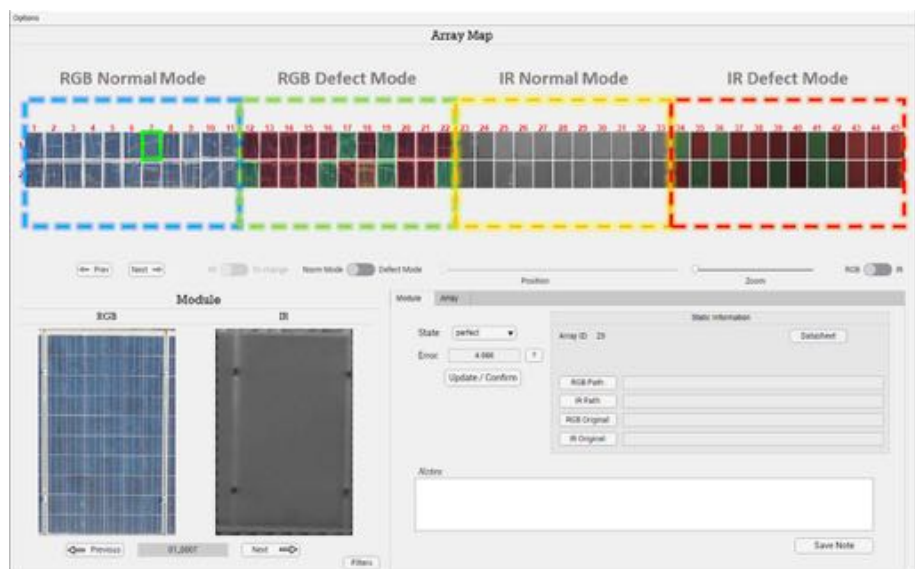 Options
Array Map
RGB Normal Mode RGB Defect Mode IR Normal Mode IR Defect Mode
1 2 3 4 5 6 7 8 9 10 11 12 13 14 15 16 17 18 19 20 21 22 23 24 25 26 27 28 29 30 31 32 33 34 35 36 37 38 39 40 41 42 43 44 45
Prev Next To change Norm Mode Defect Mode Position Zoom RGB IR
Module
RGB IR
Previous 01_0007 Next
Filters
Module Array
State: perfect
Error: 4.066 ?
Update / Confirm
Static Information
Array ID: 23 Datasheet
RGB Path
IR Path
RGB Original
IR Original
Notes
Save Note